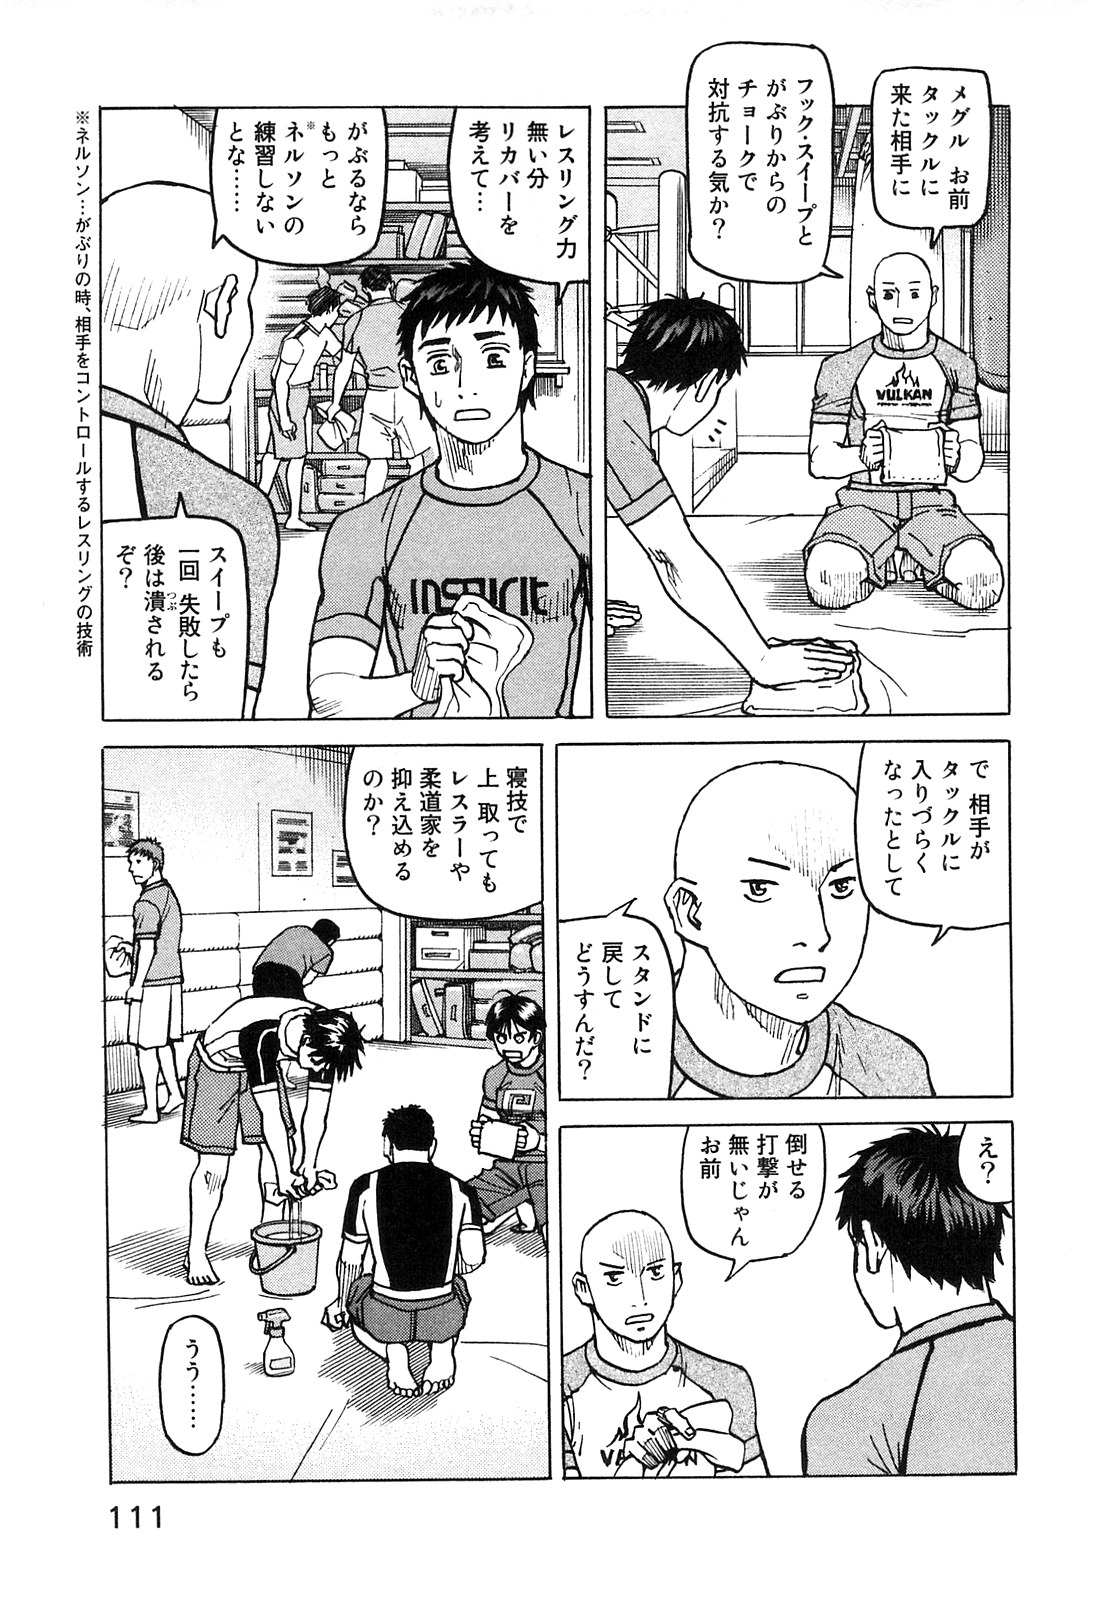 メグル お前
タックルに
来た相手に
フック・スイープと
がぶりからの
チョークで
対抗する気か?
VULKAN
レスリング力
無い分
リカバーを
考えて…
がぶるなら
もっと
※ネルソンの
練習しない
とな……
inspirit
スイープも
一回 失敗したら
後は潰される
つぶ
ぞ?
※ネルソン…がぶりの時、相手をコントロールするレスリングの技術
で 相手が
タックルに
入りづらく
なったとして
スタンドに
戻して
どうすんだ?
え?
倒せる
打撃が
無いじゃん
お前
寝技で
上 取っても
レスラーや
柔道家を
抑え込める
のか?
うう……
111